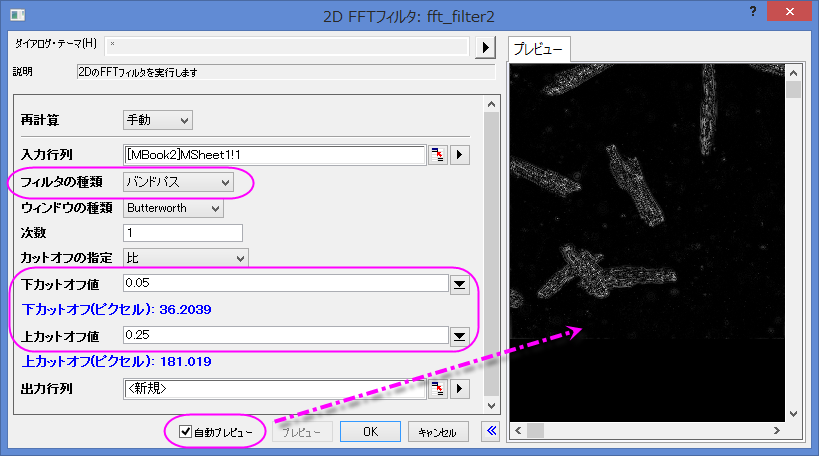 2D FFTフィルタ: fft_filter2
?
ダイアログ・テーマ(H)
*
説明
2DのFFTフィルタを実行します
再計算
手動
入力行列
[MBook2]MSheet1!1
フィルタの種類
バンドパス
ウィンドウの種類
Butterworth
次数
1
カットオフの指定
比
下カットオフ値
0.05
下カットオフ(ピクセル): 36.2039
上カットオフ値
0.25
上カットオフ(ピクセル): 181.019
出力行列
<新規>
自動プレビュー
プレビュー
OK
キャンセル
プレビュー